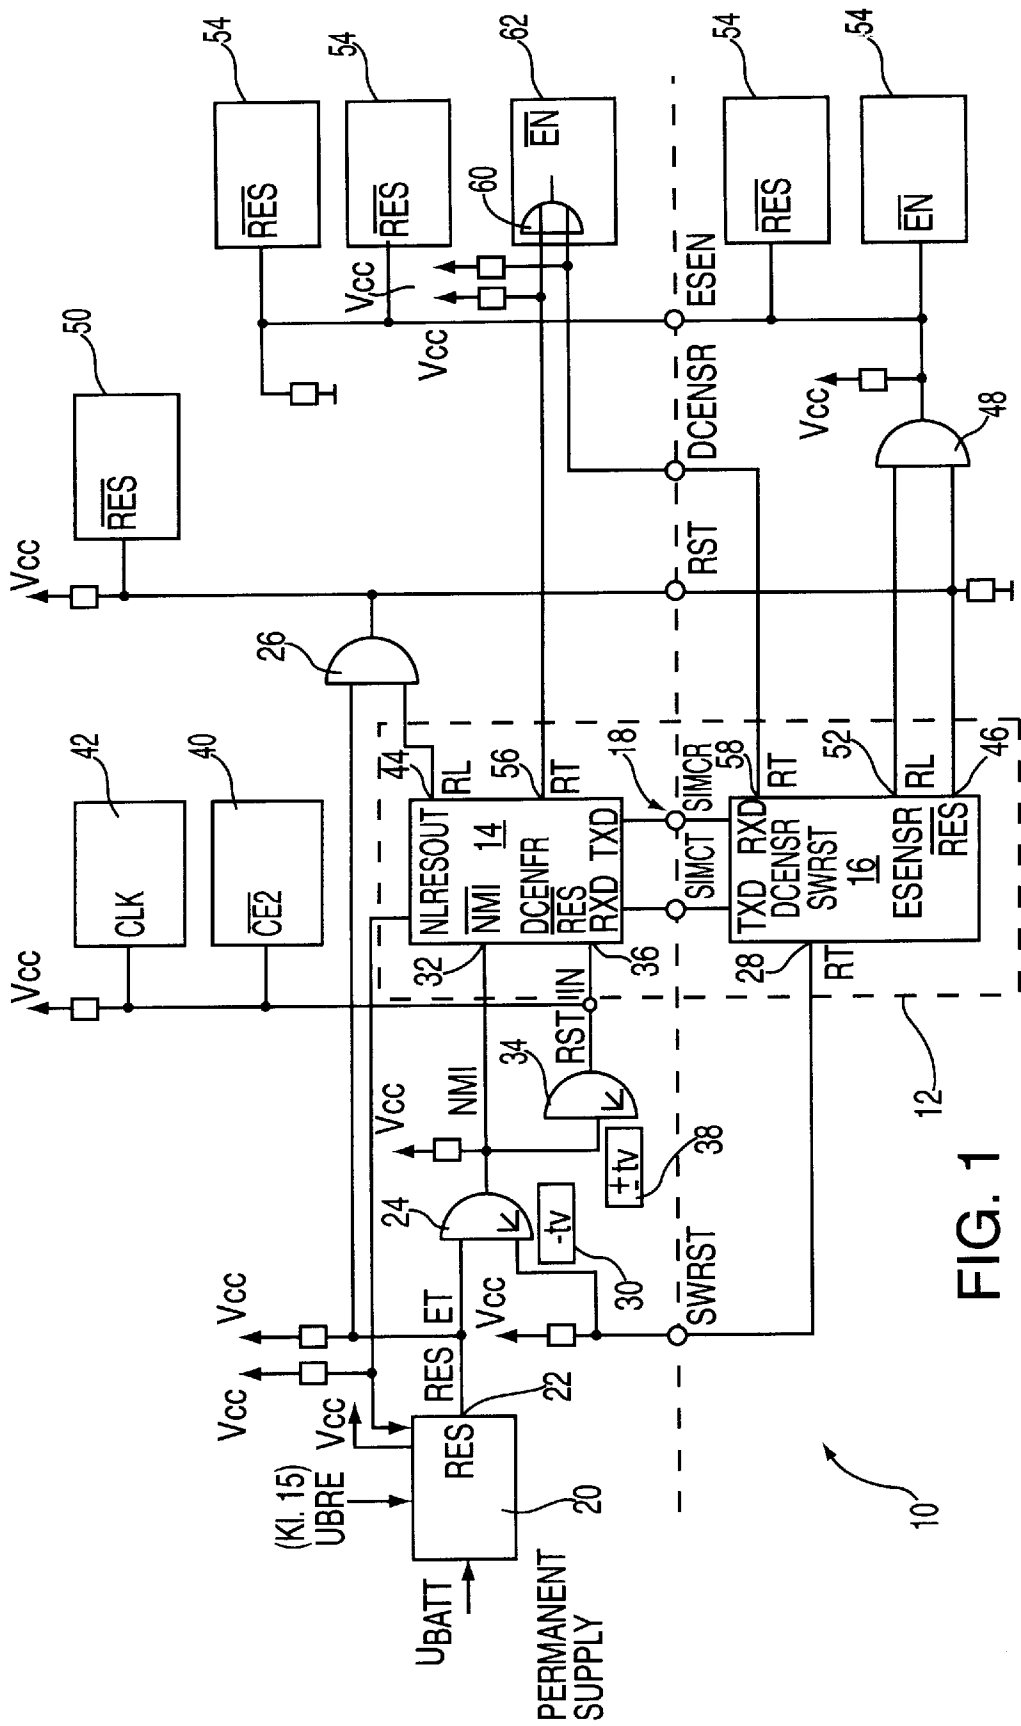 54
RES
54
RES
62
EN
60
54
RES
54
EN
Vcc
Vcc
ESEN
50
RES
Vcc
DCENSR
RST
Vcc
48
26
42
CLK
40
CE2
Vcc
44
RL
56
RT
18
SIMCR
SIMCT
58
RT
52
RL
46
NLRESOUT
14
NMI
DCENFR
RES
RXD TXD
TXD RXD
DCENSR
SWRST
16
ESENSR
RES
32
36
28
RT
12
RST
IN
34
NMI
Vcc
±tv
38
24
-tv
30
SWRST
Vcc
Vcc
Vcc
Vcc
RES
ET
22
RES
20
(Kl. 15)
UBRE
UBATT
PERMANENT
SUPPLY
10
FIG. 1